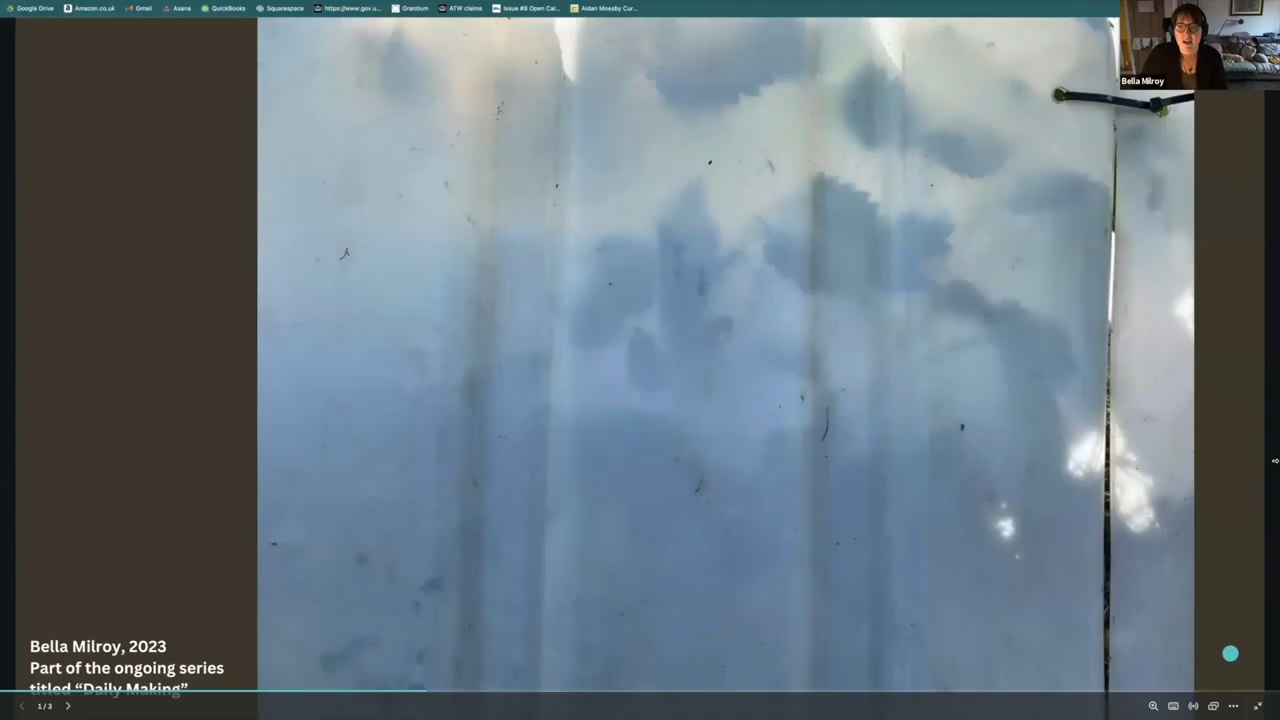 Google Drive Amazon.co.uk Gmail Asana QuickBooks Squarespace https://www.gov.u... Grantium ATW claims Issue #8 Open Cal... Aidan Moesby Cur...
Bella Milroy
Bella Milroy, 2023
Part of the ongoing series
titled “Daily Making”
1 / 3